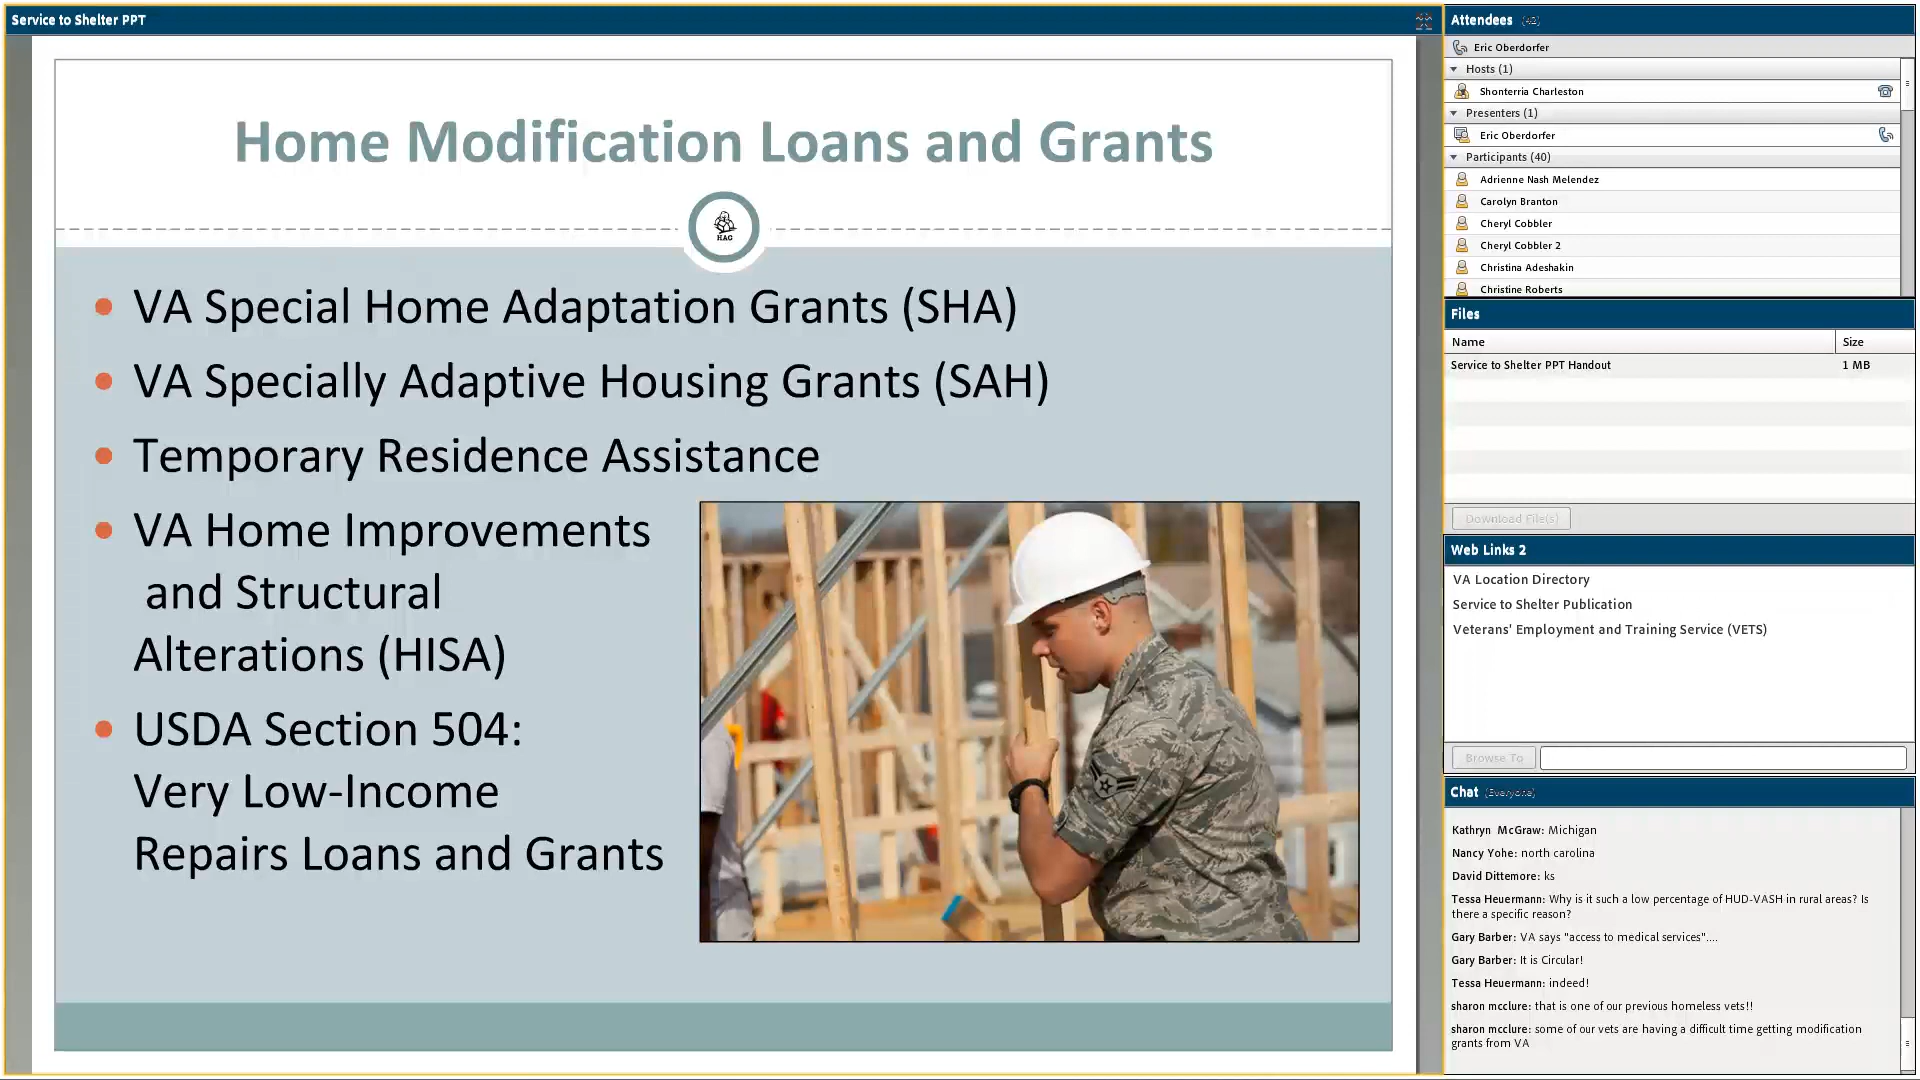 Service to Shelter PPT
Home Modification Loans and Grants
HAC
VA Special Home Adaptation Grants (SHA)
VA Specially Adaptive Housing Grants (SAH)
Temporary Residence Assistance
VA Home Improvements
and Structural
Alterations (HISA)
USDA Section 504:
Very Low-Income
Repairs Loans and Grants
Attendees (42)
Eric Oberdorfer
Hosts (1)
Shonterria Charleston
Presenters (1)
Eric Oberdorfer
Participants (40)
Adrienne Nash Melendez
Carolyn Branton
Cheryl Cobbler
Cheryl Cobbler 2
Christina Adeshakin
Christine Roberts
Files
Name Size
Service to Shelter PPT Handout 1 MB
Download File(s)
Web Links 2
VA Location Directory
Service to Shelter Publication
Veterans' Employment and Training Service (VETS)
Browse To
Chat (Everyone)
Kathryn McGraw: Michigan
Nancy Yohe: north carolina
David Dittemore: ks
Tessa Heuermann: Why is it such a low percentage of HUD-VASH in rural areas? Is
there a specific reason?
Gary Barber: VA says "access to medical services"....
Gary Barber: It is Circular!
Tessa Heuermann: indeed!
sharon mcclure: that is one of our previous homeless vets!!
sharon mcclure: some of our vets are having a difficult time getting modification
grants from VA